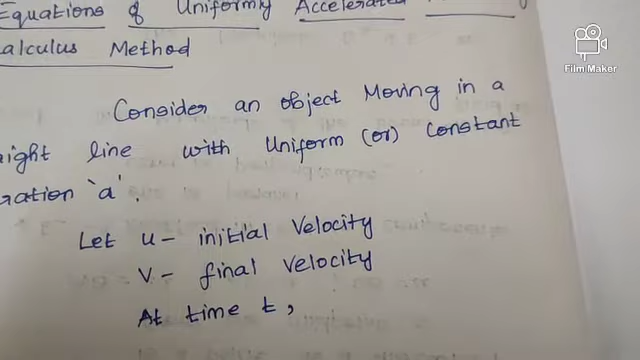 Equations of Uniformly Accelerated
alculus Method
Consider an object Moving in a
aight line with Uniform (or) constant
ration 'a'.
Let u - initial Velocity
V - final velocity
At time t,
Film Maker